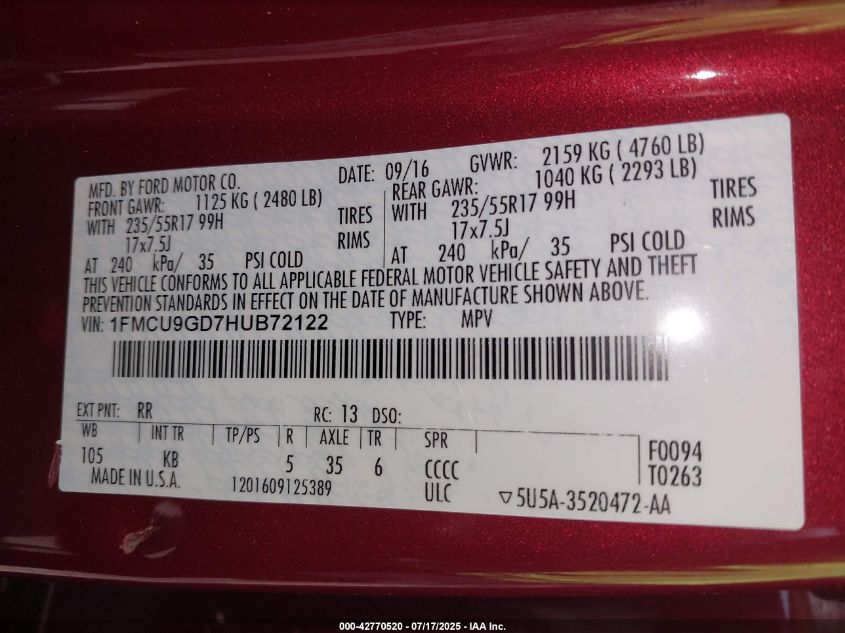 MFD. BY FORD MOTOR CO. DATE: 09/16 GVWR: 2159 KG ( 4760 LB)
FRONT GAWR: 1125 KG ( 2480 LB) REAR GAWR: 1040 KG ( 2293 LB)
WITH 235/55R17 99H TIRES WITH 235/55R17 99H TIRES
17x7.5J RIMS 17x7.5J RIMS
AT 240 kPa/ 35 PSI COLD AT 240 kPa/ 35 PSI COLD
THIS VEHICLE CONFORMS TO ALL APPLICABLE FEDERAL MOTOR VEHICLE SAFETY AND THEFT
PREVENTION STANDARDS IN EFFECT ON THE DATE OF MANUFACTURE SHOWN ABOVE.
VIN: 1FMCU9GD7HUB72122 TYPE: MPV
EXT PNT: RR RC: 13 DSO:
WB INT TR TP/PS R AXLE TR SPR
105 KB 5 35 6 CCCC
F0094
T0263
MADE IN U.S.A. 1201609125389 ULC ▽5U5A-3520472-AA
000-42770520 - 07/17/2025 - IAA Inc.